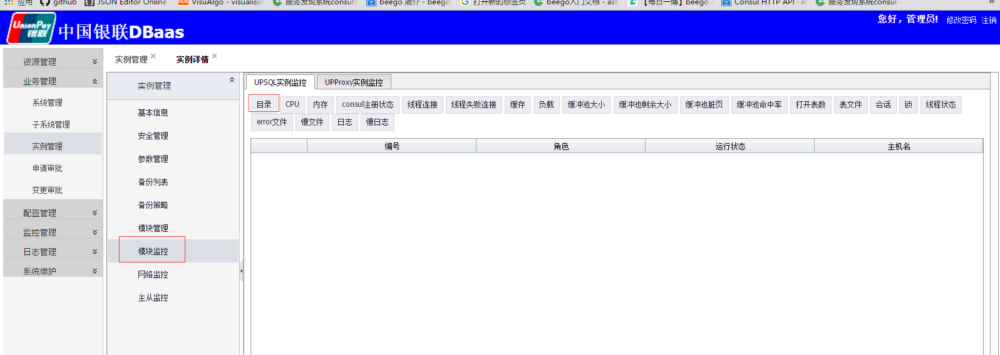 应用 github JSON Editor Online VisuAlgo - visualising 服务发现系统consul beego 简介 - beego: 打开新的标签页 beego入门文档 - ast 【每日一博】beego Consul HTTP API · A 服务发现系统consul- »
UnionPay 银联 中国银联DBaas 您好，管理员! 修改密码 注销
实例管理 实例详情
资源管理
业务管理
系统管理
子系统管理
实例管理
申请审批
变更审批
配置管理
监控管理
日志管理
系统维护
实例管理
基本信息
安全管理
参数管理
备份列表
备份策略
模块管理
模块监控
网络监控
主从监控
UPSQL实例监控 UPProxy实例监控
目录 CPU 内存 consul注册状态 线程连接 线程失败连接 缓存 负载 缓冲池大小 缓冲池剩余大小 缓冲池脏页 缓冲池命中率 打开表数 表文件 会话 锁 线程状态
error文件 慢文件 日志 慢日志
编号 角色 运行状态 主机名